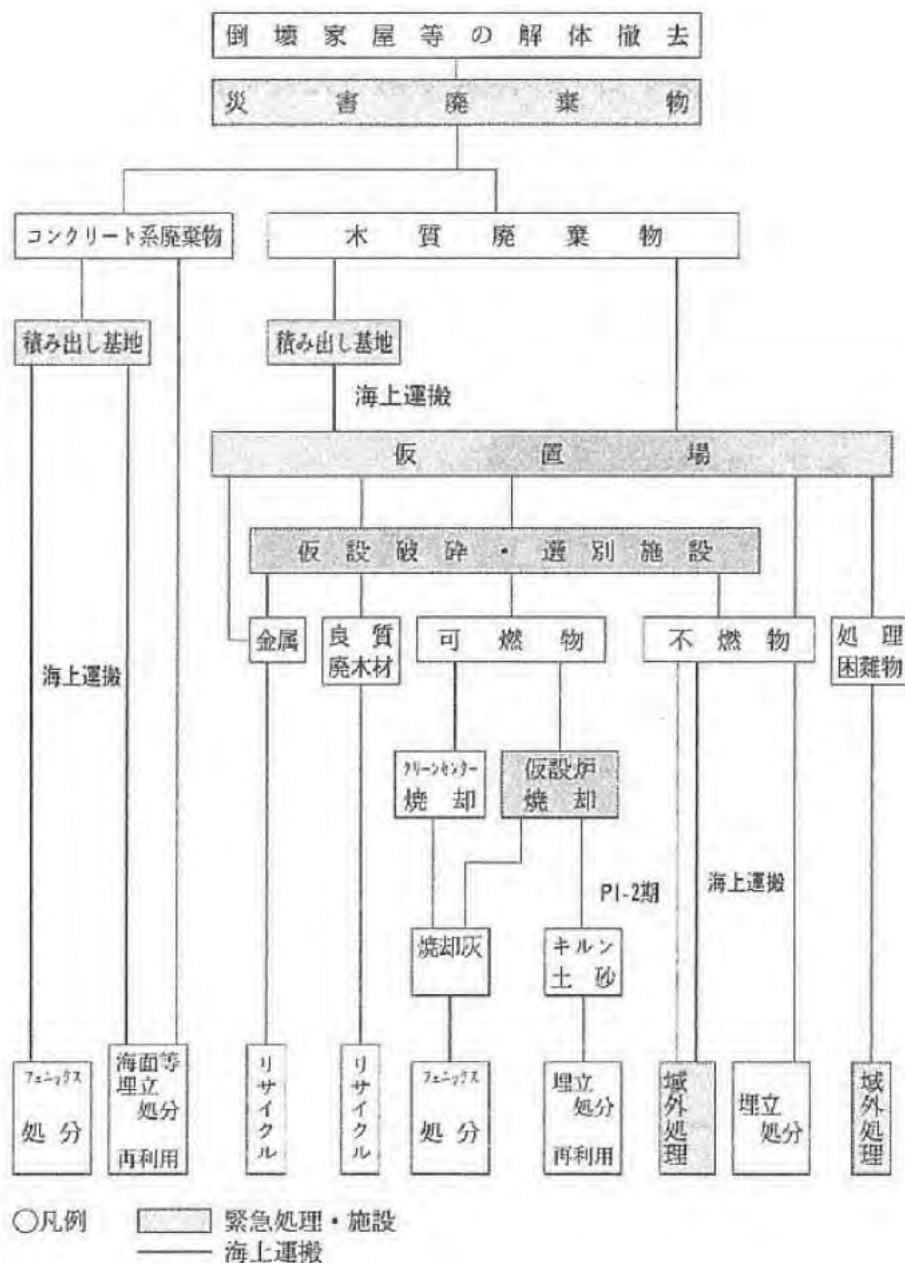 倒壊家屋等の解体撤去
災害廃棄物
コンクリート系廃棄物
木質廃棄物
積み出し基地
積み出し基地
海上運搬
仮置場
仮設破砕・選別施設
金属
良質
廃木材
可燃物
不燃物
処理
困難物
海上運搬
クリーンセンター
焼却
仮設炉
焼却
PI-2期
海上運搬
焼却灰
キルン
土砂
フェニックス
処分
海面等
埋立
処分
再利用
リサイクル
リサイクル
フェニックス
処分
埋立
処分
再利用
域外処理
埋立
処分
域外処理
○凡例
緊急処理・施設
海上運搬